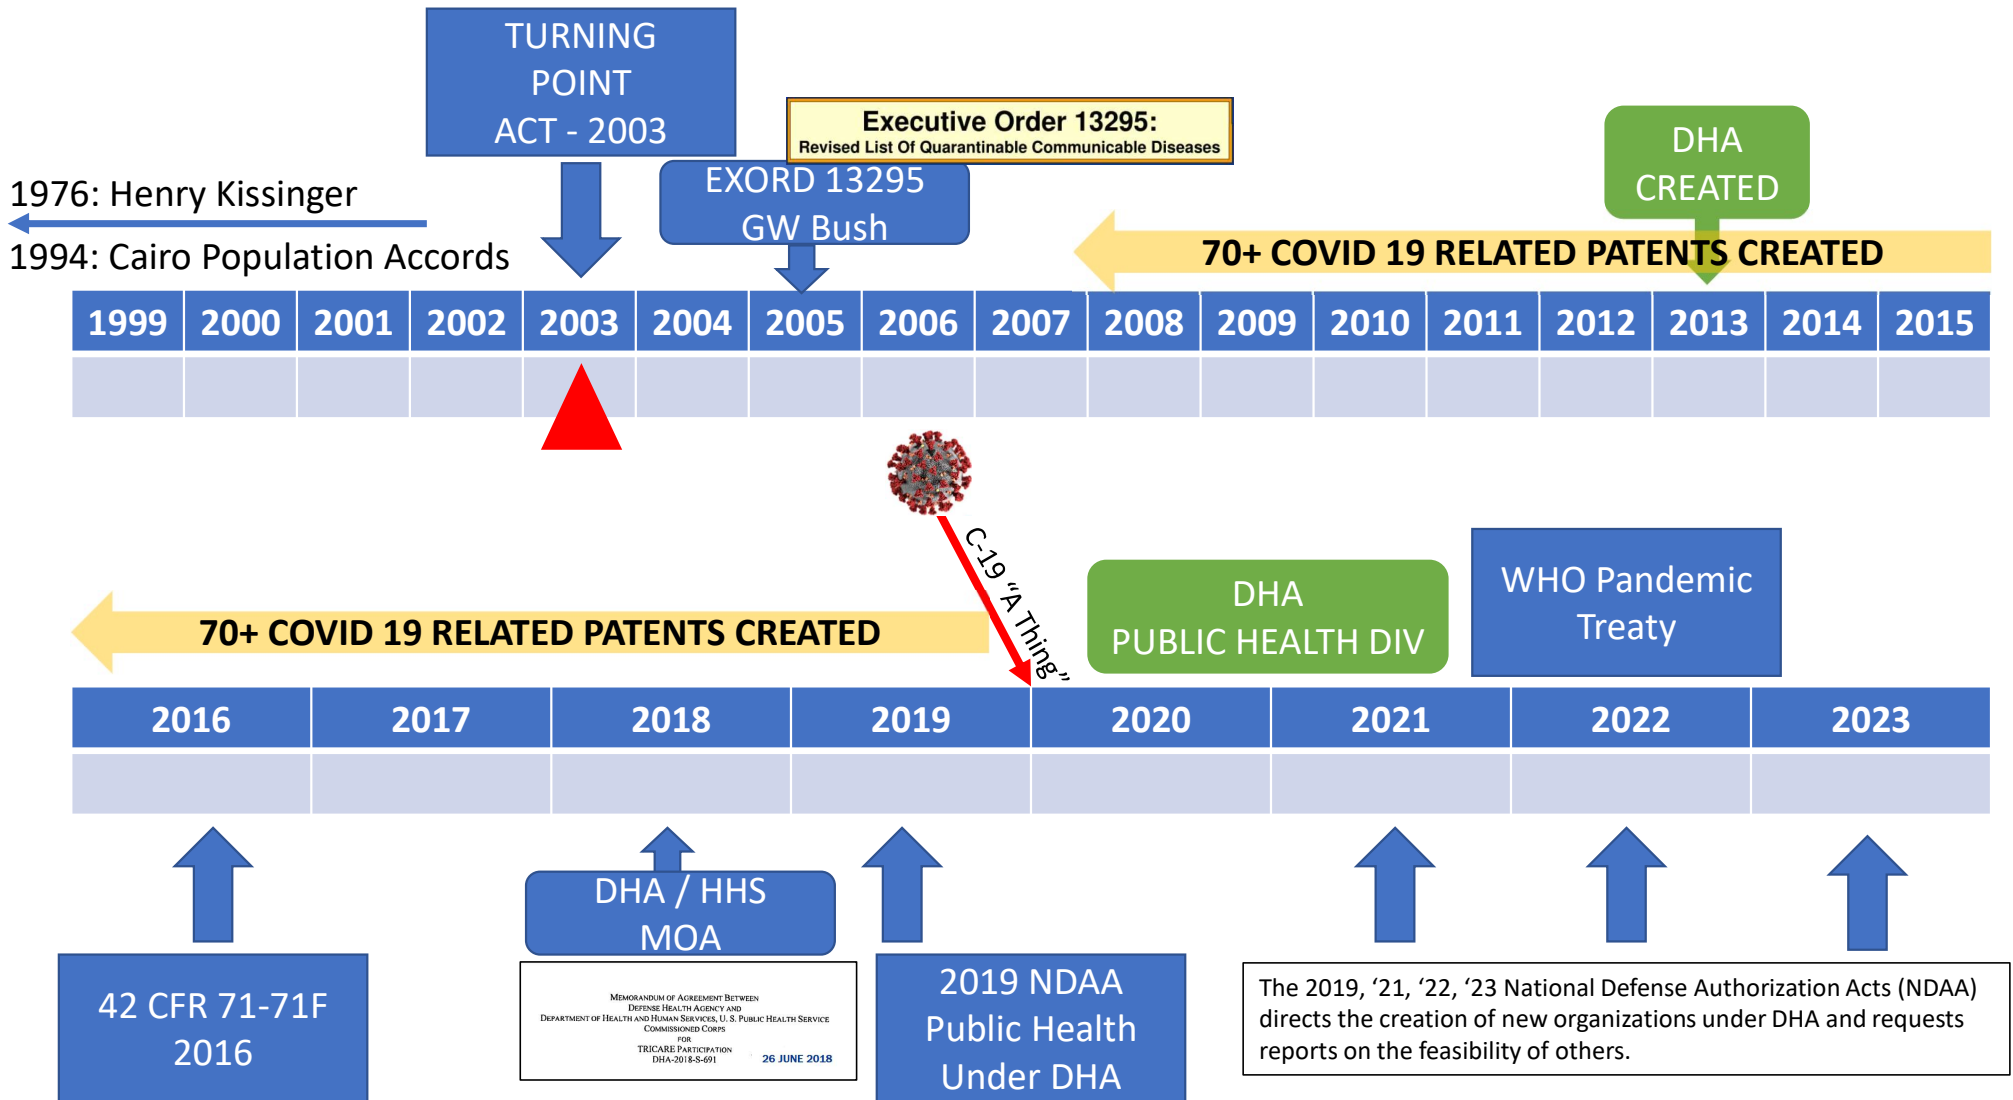 TURNING
POINT
ACT - 2003
Executive Order 13295:
Revised List Of Quarantinable Communicable Diseases
EXORD 13295
GW Bush
DHA
CREATED
1976: Henry Kissinger
1994: Cairo Population Accords
70+ COVID 19 RELATED PATENTS CREATED
1999 2000 2001 2002 2003 2004 2005 2006 2007 2008 2009 2010 2011 2012 2013 2014 2015
C-19 “A Thing”
DHA
PUBLIC HEALTH DIV
WHO Pandemic
Treaty
70+ COVID 19 RELATED PATENTS CREATED
2016 2017 2018 2019 2020 2021 2022 2023
42 CFR 71-71F
2016
DHA / HHS
MOA
MEMORANDUM OF AGREEMENT BETWEEN
DEFENSE HEALTH AGENCY AND
DEPARTMENT OF HEALTH AND HUMAN SERVICES, U. S. PUBLIC HEALTH SERVICE
COMMISSIONED CORPS
FOR
TRICARE PARTICIPATION
DHA-2018-S-691 26 JUNE 2018
2019 NDAA
Public Health
Under DHA
The 2019, ‘21, ‘22, ‘23 National Defense Authorization Acts (NDAA)
directs the creation of new organizations under DHA and requests
reports on the feasibility of others.